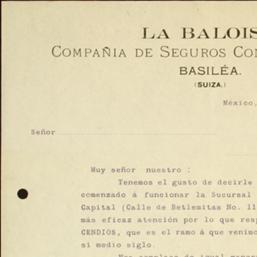 LA BALOIS
COMPAÑIA DE SEGUROS CON
BASILÉA.
(SUIZA.)
México,
Señor
Muy señor nuestro :
Tenemos el gusto de decirle
comenzado á funcionar la Sucursal
Capital (Calle de Betlemitas No. 11
más eficaz atención por lo que resp
CENDIOS, que es el ramo á que venimo
si medio siglo.